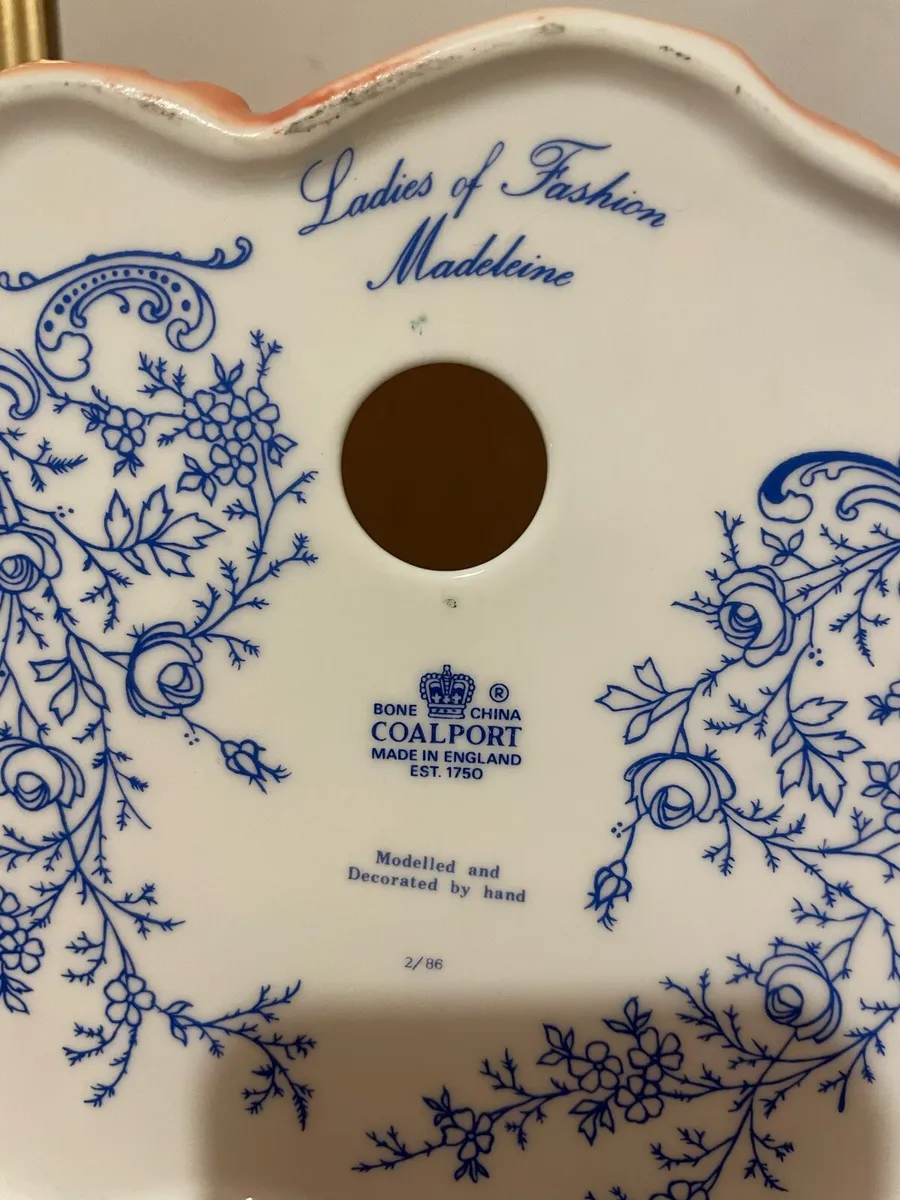 Ladies of Fashion
Madeleine
®
BONE CHINA
COALPORT
MADE IN ENGLAND
EST. 1750
Modelled and
Decorated by hand
2/86